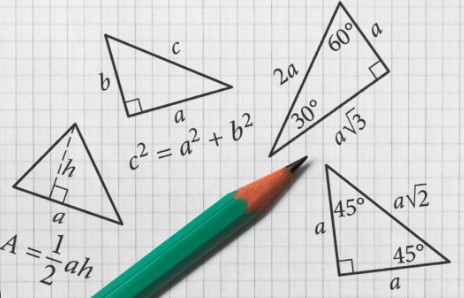 c
b
a
c² = a² + b²
60°
a
2a
30°
a√3
h
a
A = 1/2 ah
45°
a√2
a
45°
a